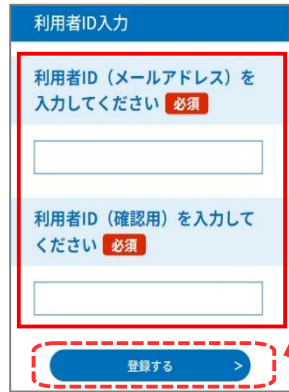 利用者ID入力
利用者ID（メールアドレス）を
入力してください 必須
利用者ID（確認用）を入力して
ください 必須
登録する >